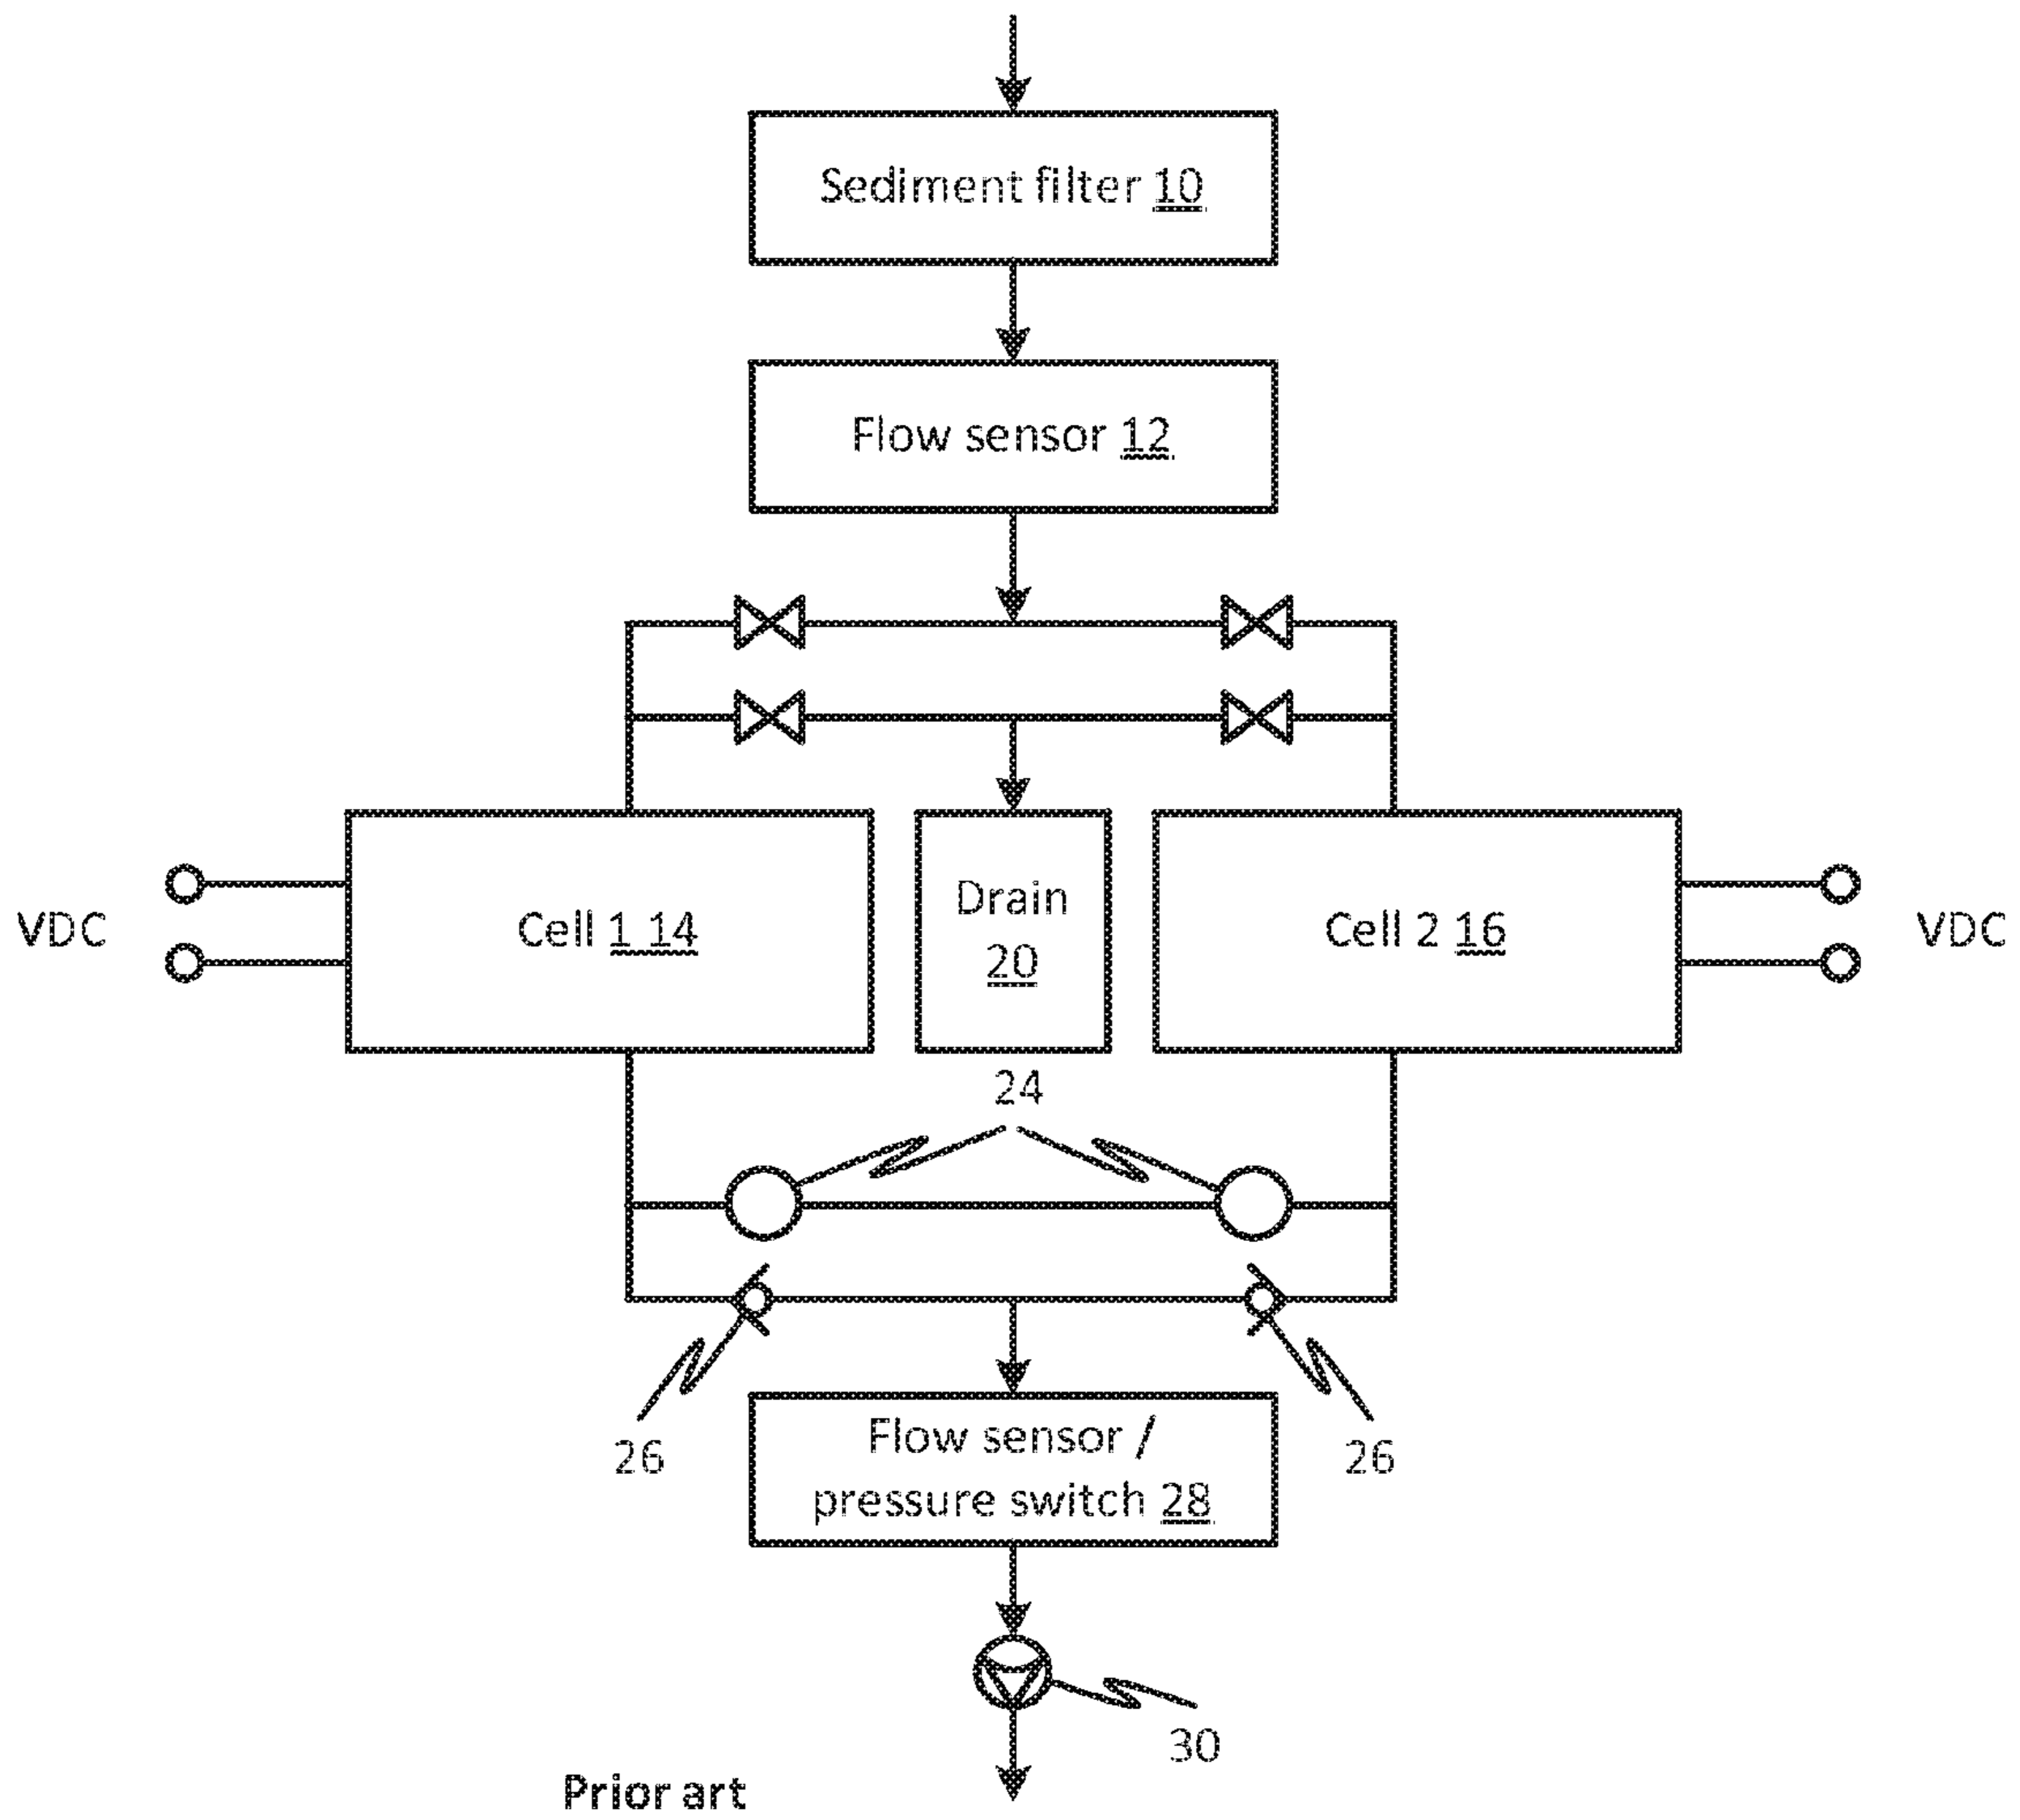 Sediment filter 10
Flow sensor 12
VDC
Cell 1 14
Drain
20
Cell 2 16
VDC
24
26
26
Flow sensor /
pressure switch 28
30
Prior art